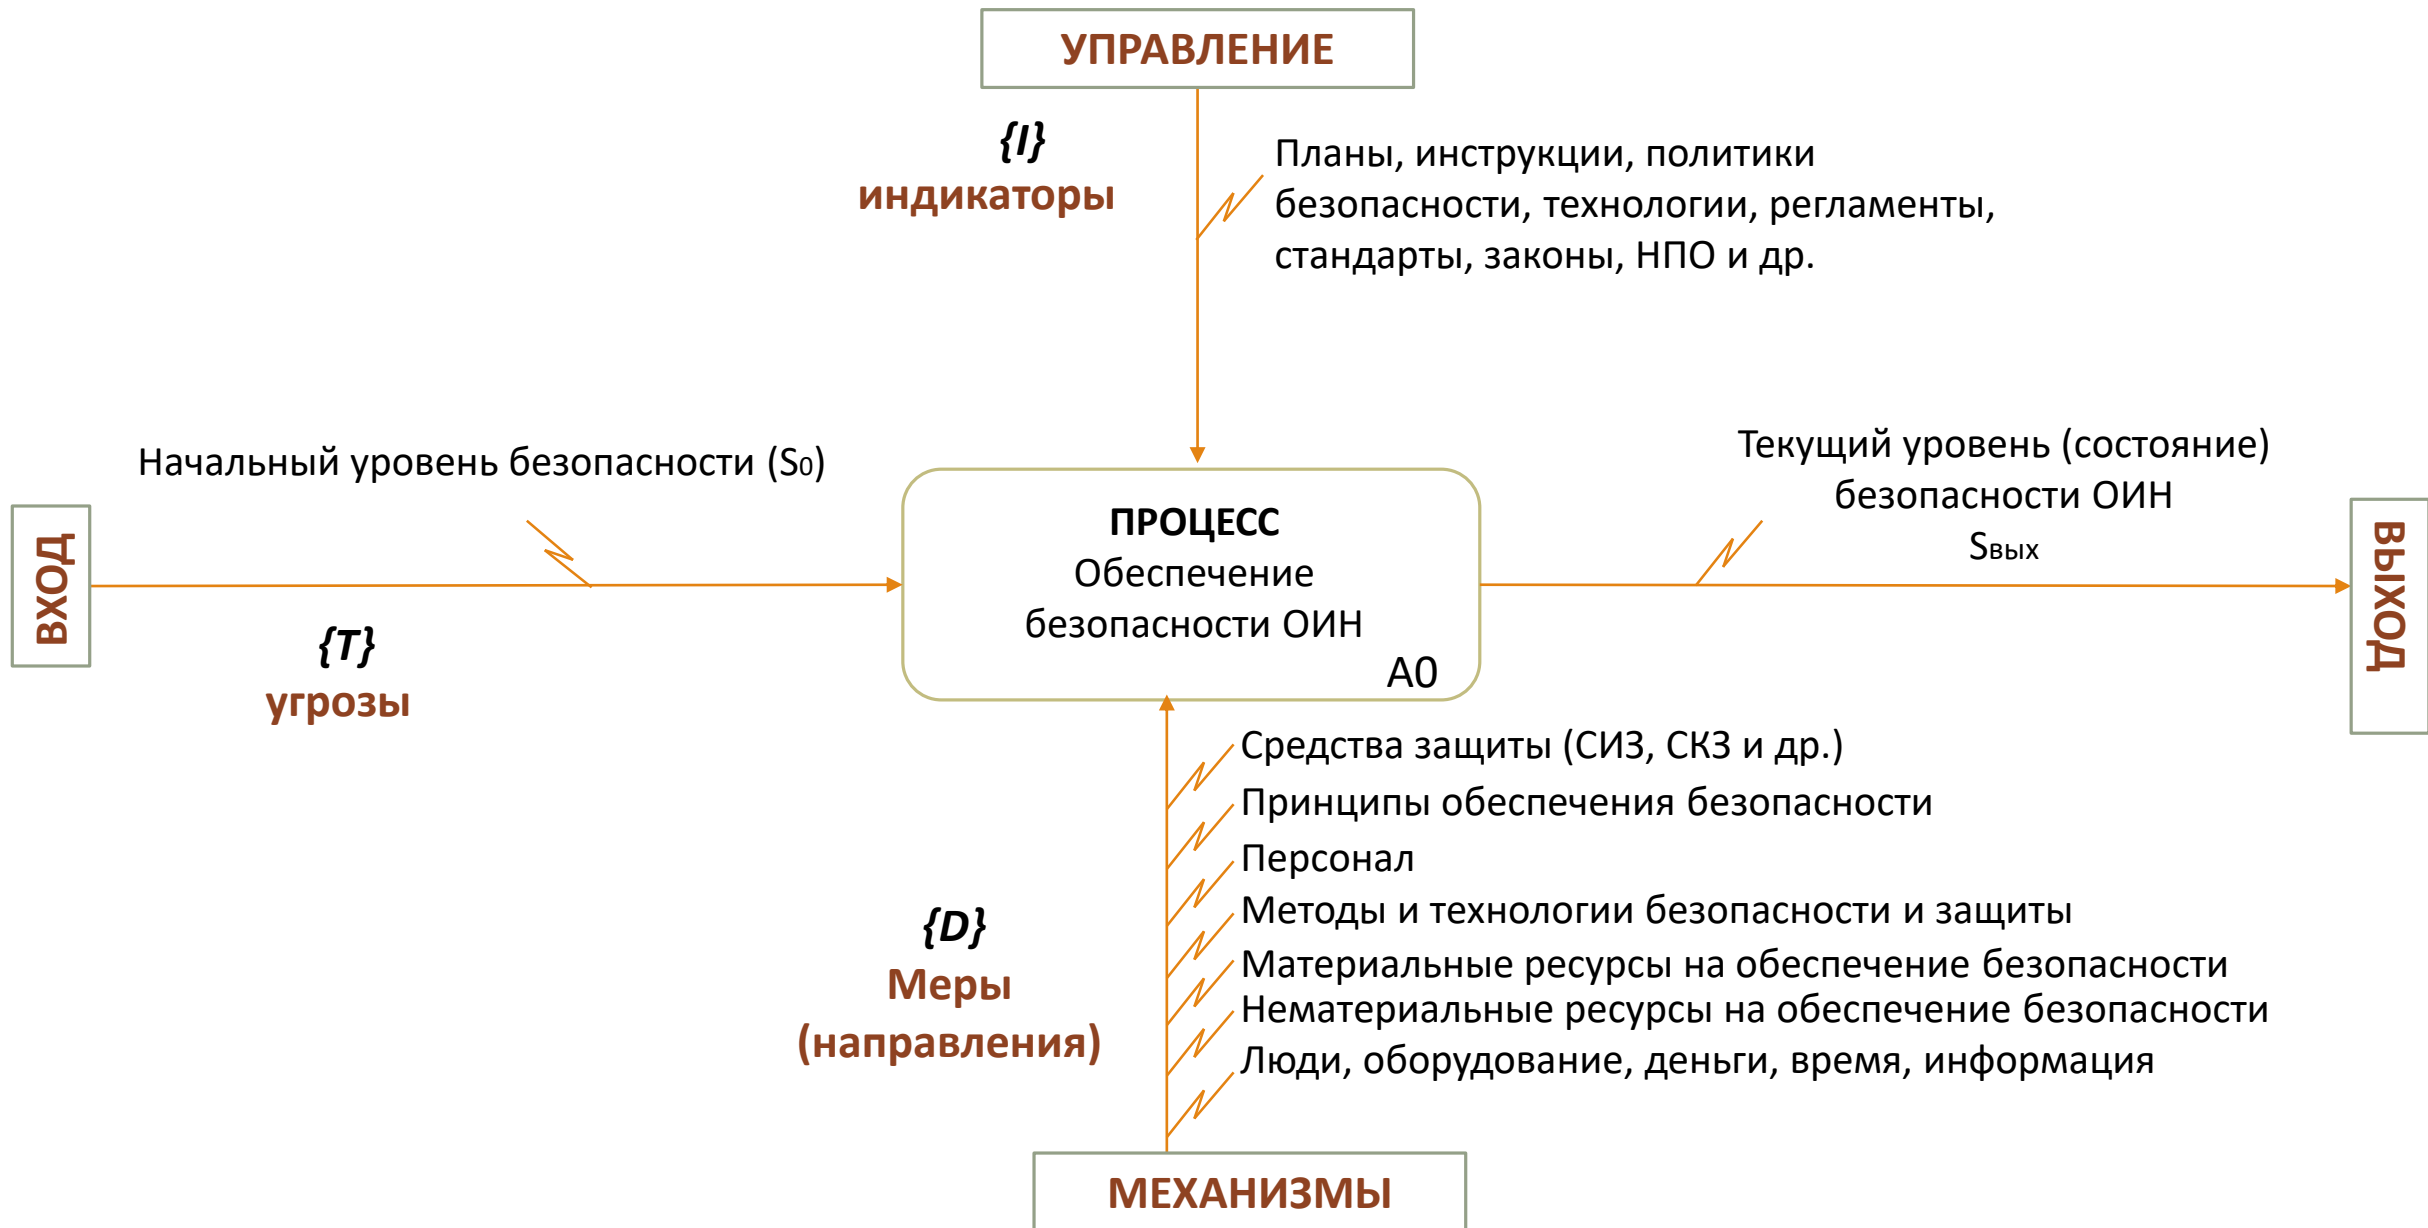 УПРАВЛЕНИЕ
{I}
индикаторы
Планы, инструкции, политики
безопасности, технологии, регламенты,
стандарты, законы, НПО и др.
Начальный уровень безопасности (S0)
ВХОД
{T}
угрозы
ПРОЦЕСС
Обеспечение
безопасности ОИН
А0
Текущий уровень (состояние)
безопасности ОИН
Sвых
ВЫХОД
Средства защиты (СИЗ, СКЗ и др.)
Принципы обеспечения безопасности
Персонал
Методы и технологии безопасности и защиты
Материальные ресурсы на обеспечение безопасности
Нематериальные ресурсы на обеспечение безопасности
Люди, оборудование, деньги, время, информация
{D}
Меры
(направления)
МЕХАНИЗМЫ